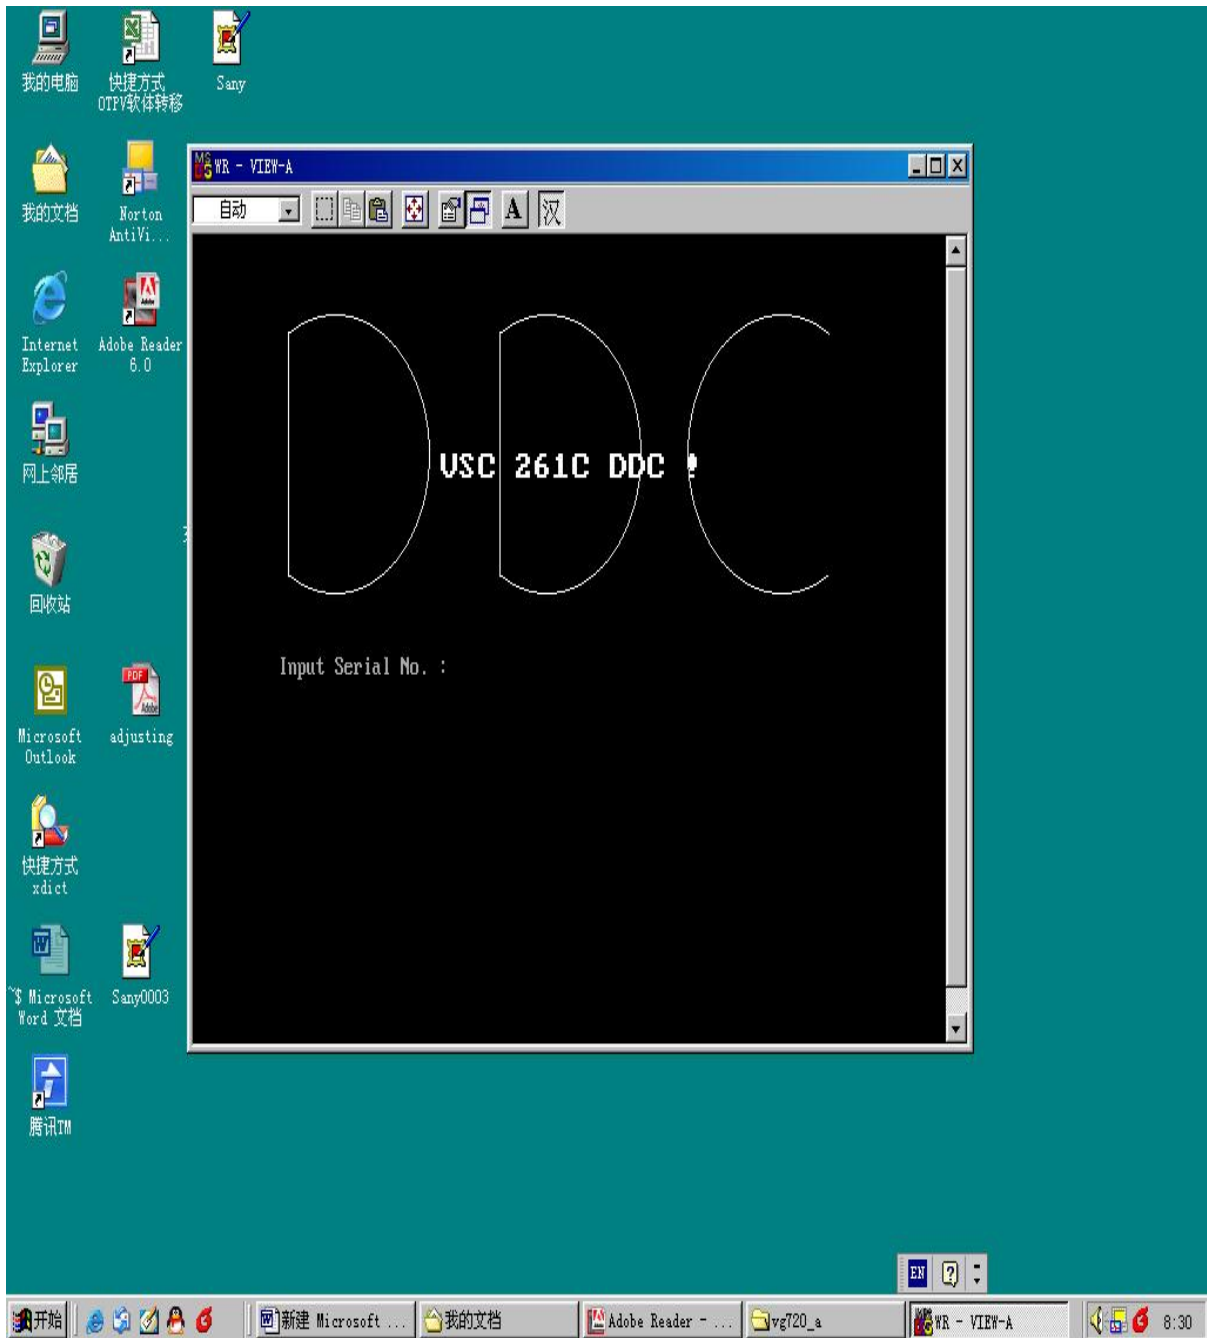 我的电脑
快捷方式
OTPV软体转移
Sany
我的文档
Norton
AntiVi...
Internet
Explorer
Adobe Reader
6.0
网上邻居
回收站
Microsoft
Outlook
adjusting
快捷方式
xdict
~$ Microsoft
Word 文档
Sany0003
腾讯TM
WR - VIEW-A
自动
A
汉
DDC
VSC 261C DDC !
Input Serial No. :
EN
开始
新建 Microsoft ...
我的文档
Adobe Reader - ...
vg720_a
WR - VIEW-A
8:30